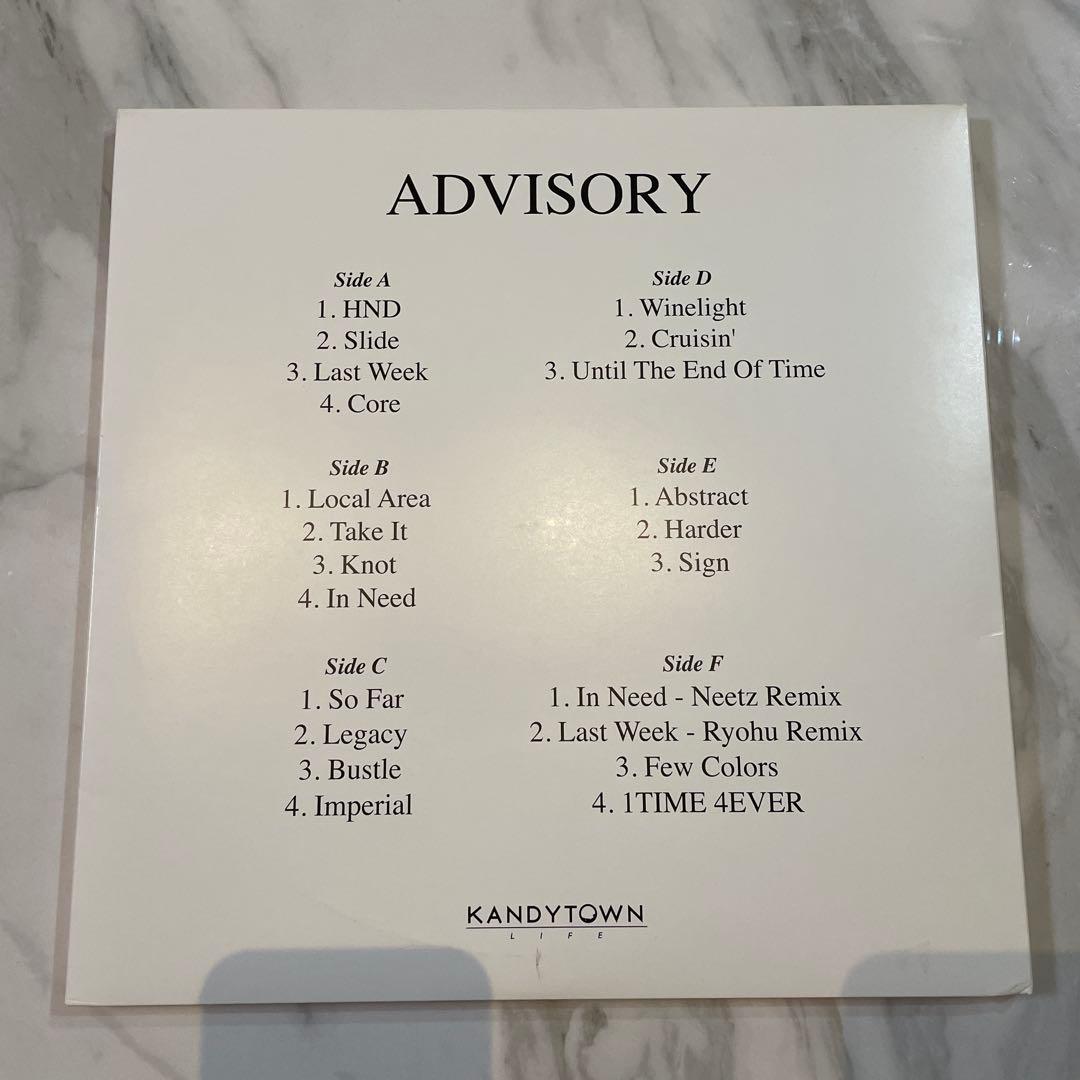 ADVISORY
Side A
1. HND
2. Slide
3. Last Week
4. Core
Side B
1. Local Area
2. Take It
3. Knot
4. In Need
Side C
1. So Far
2. Legacy
3. Bustle
4. Imperial
Side D
1. Winelight
2. Cruisin'
3. Until The End Of Time
Side E
1. Abstract
2. Harder
3. Sign
Side F
1. In Need - Neetz Remix
2. Last Week - Ryohu Remix
3. Few Colors
4. 1TIME 4EVER
KANDYTOWN
LIFE